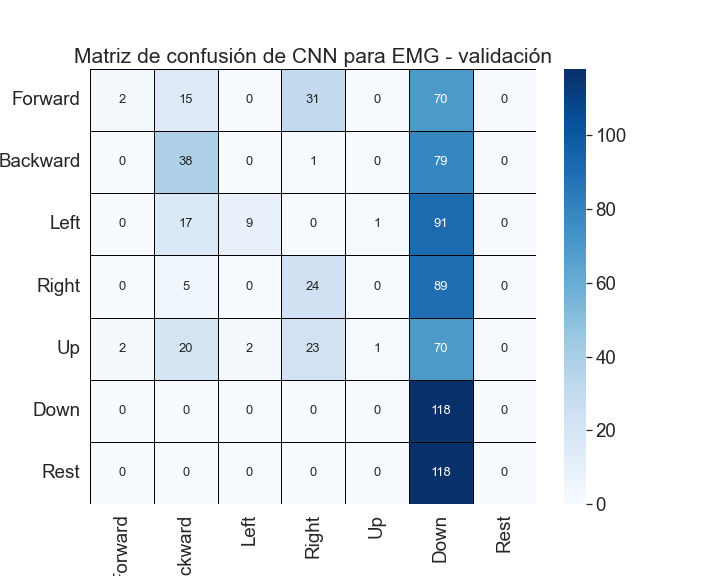 Matriz de confusión de CNN para EMG - validación
Forward 2 15 0 31 0 70 0
Backward 0 38 0 1 0 79 0
Left 0 17 9 0 1 91 0
Right 0 5 0 24 0 89 0
Up 2 20 2 23 1 70 0
Down 0 0 0 0 0 118 0
Rest 0 0 0 0 0 118 0
Forward ckward Left Right Up Down Rest
100
80
60
40
20
0